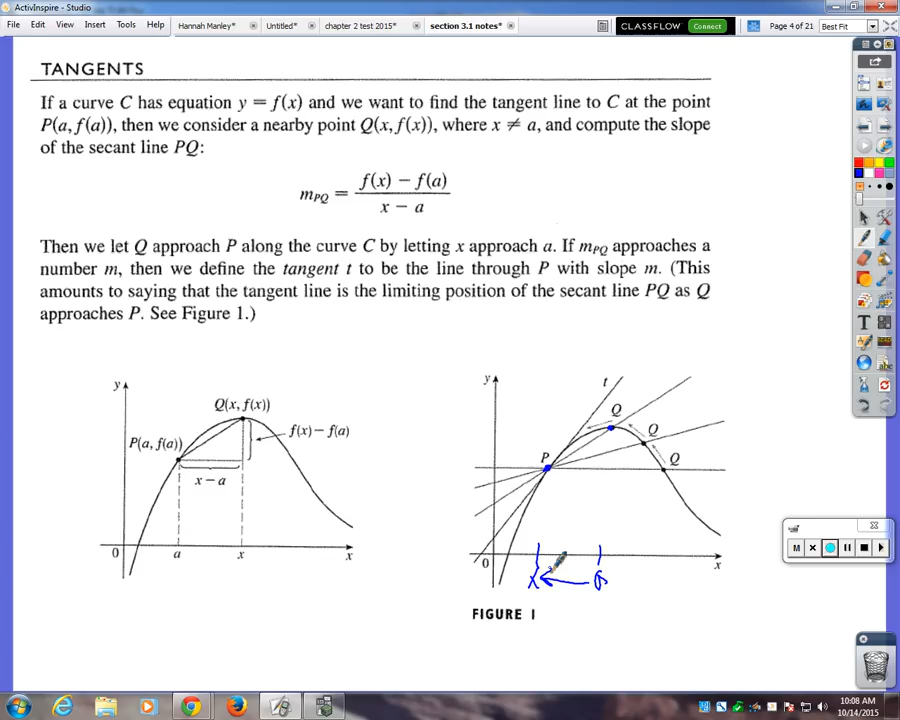 ActivInspire - Studio
File Edit View Insert Tools Help Hannah Manley* Untitled* chapter 2 test 2015* section 3.1 notes* CLASSFLOW Connect Page 4 of 21 Best Fit
TANGENTS
If a curve C has equation y = f(x) and we want to find the tangent line to C at the point
P(a, f(a)), then we consider a nearby point Q(x, f(x)), where x ≠ a, and compute the slope
of the secant line PQ:
mPQ = f(x) − f(a)
x − a
Then we let Q approach P along the curve C by letting x approach a. If mPQ approaches a
number m, then we define the tangent t to be the line through P with slope m. (This
amounts to saying that the tangent line is the limiting position of the secant line PQ as Q
approaches P. See Figure 1.)
y
Q(x, f(x))
P(a, f(a))
f(x) − f(a)
x − a
0 a x x
y
t
Q
Q
P
Q
0 x
x
FIGURE 1
M
10:08 AM
10/14/2015